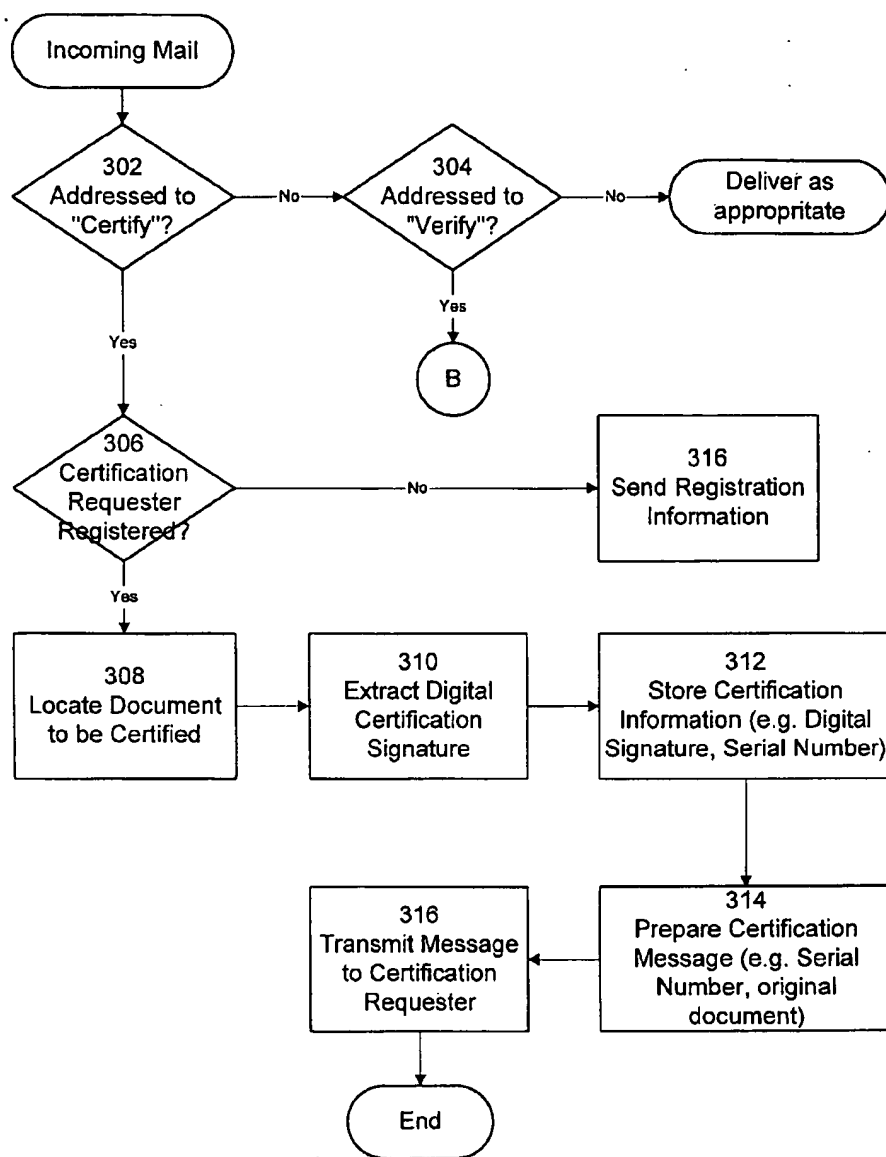 Incoming Mail
302
Addressed to
"Certify"?
No
304
Addressed to
"Verify"?
No
Deliver as
appropritate
Yes
Yes
B
306
Certification
Requester
Registered?
No
316
Send Registration
Information
Yes
308
Locate Document
to be Certified
310
Extract Digital
Certification
Signature
312
Store Certification
Information (e.g. Digital
Signature, Serial Number)
314
Prepare Certification
Message (e.g. Serial
Number, original
document)
316
Transmit Message
to Certification
Requester
End